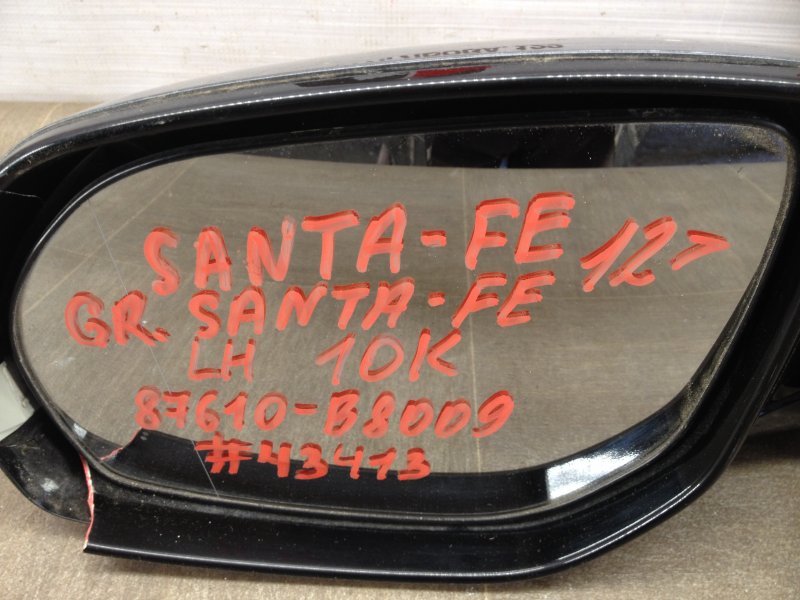 SANTA-FE 12>
GR. SANTA-FE
LH 10K
87610-B8009
#43413